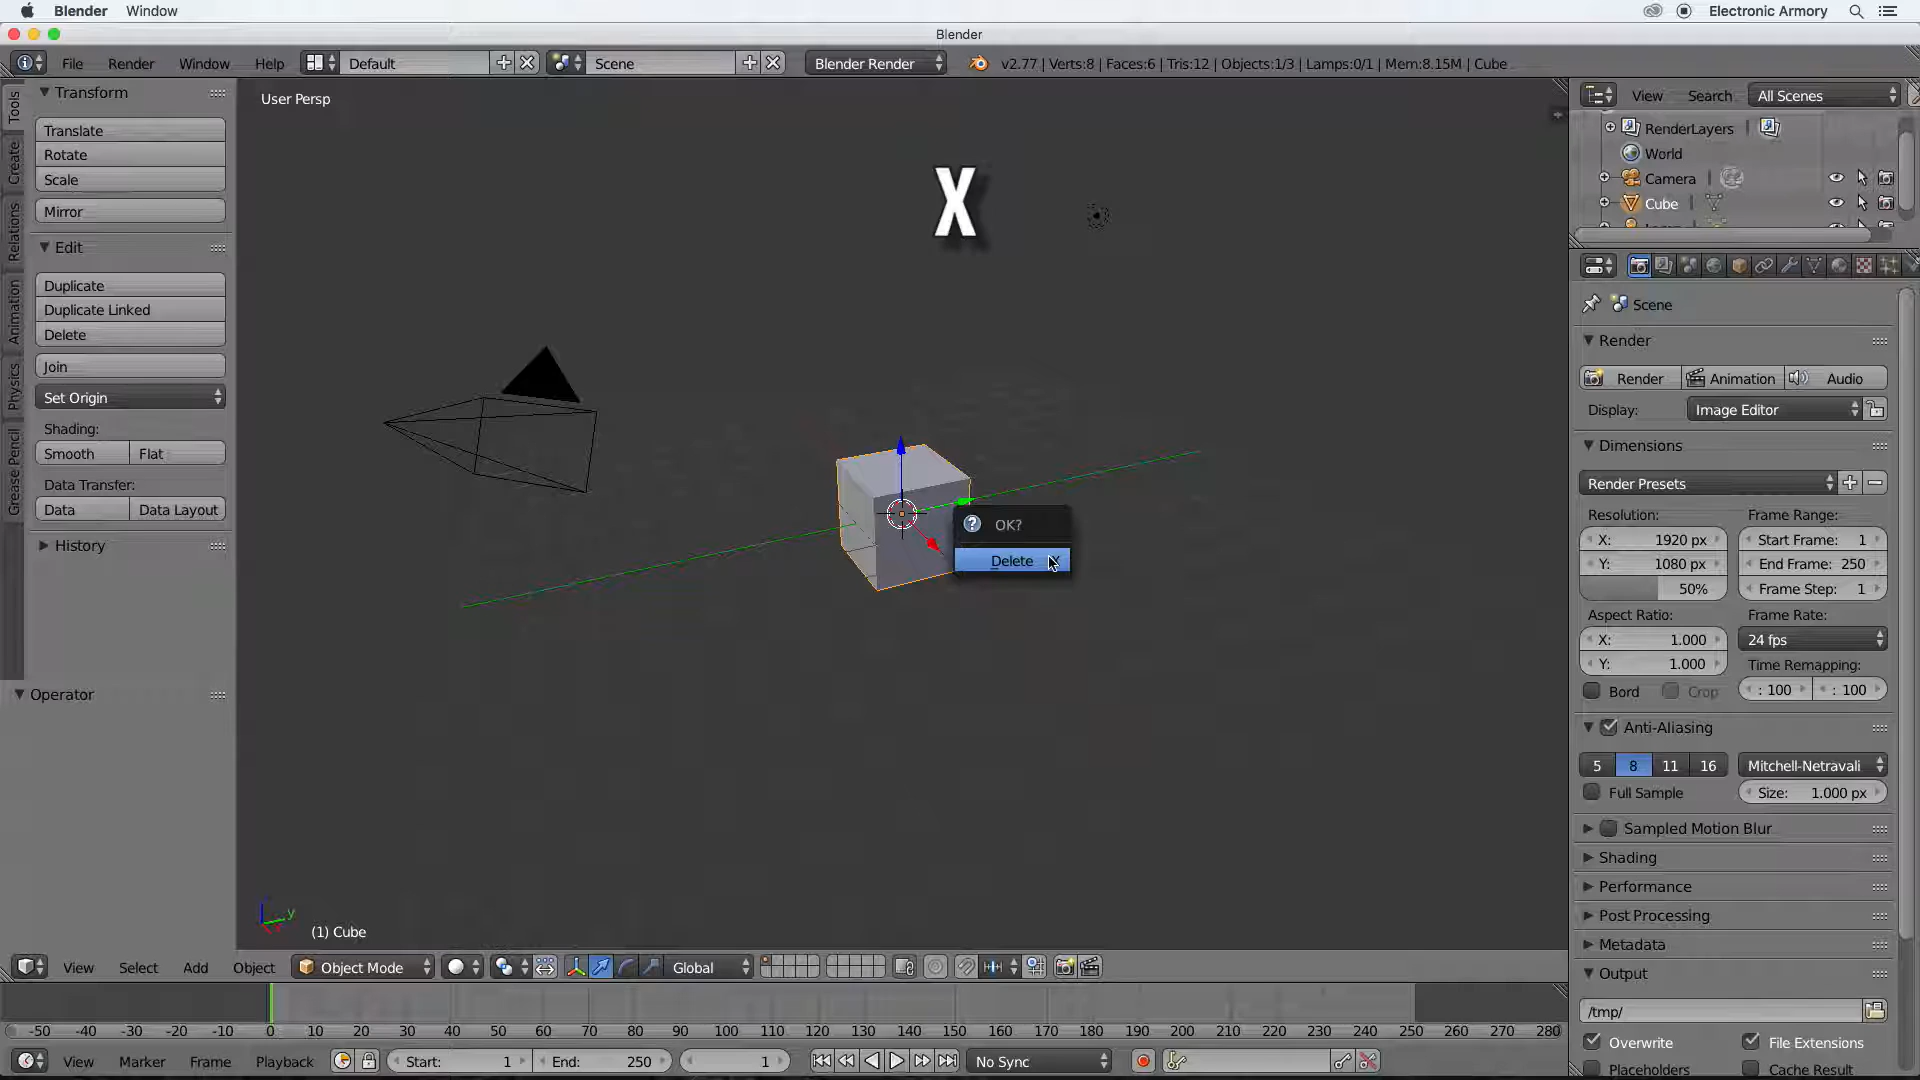 Blender Window Electronic Armory
Blender
File Render Window Help Default Scene Blender Render v2.77 | Verts:8 | Faces:6 | Tris:12 | Objects:1/3 | Lamps:0/1 | Mem:8.15M | Cube
Tools
Create
Relations
Animation
Physics
Grease Pencil
Transform
Translate
Rotate
Scale
Mirror
Edit
Duplicate
Duplicate Linked
Delete
Join
Set Origin
Shading:
Smooth Flat
Data Transfer:
Data Data Layout
History
Operator
User Persp
X
OK?
Delete
y
(1) Cube
View Search All Scenes
RenderLayers
World
Camera
Cube
Scene
Render
Render Animation Audio
Display: Image Editor
Dimensions
Render Presets
Resolution: Frame Range:
X: 1920 px Start Frame: 1
Y: 1080 px End Frame: 250
50% Frame Step: 1
Aspect Ratio: Frame Rate:
X: 1.000 24 fps
Y: 1.000 Time Remapping:
Bord Crop : 100 : 100
Anti-Aliasing
5 8 11 16 Mitchell-Netravali
Full Sample Size: 1.000 px
Sampled Motion Blur
Shading
Performance
Post Processing
Metadata
Output
/tmp/
Overwrite File Extensions
Placeholders Cache Result
View Select Add Object Object Mode Global
-50 -40 -30 -20 -10 0 10 20 30 40 50 60 70 80 90 100 110 120 130 140 150 160 170 180 190 200 210 220 230 240 250 260 270 280
View Marker Frame Playback Start: 1 End: 250 1 No Sync